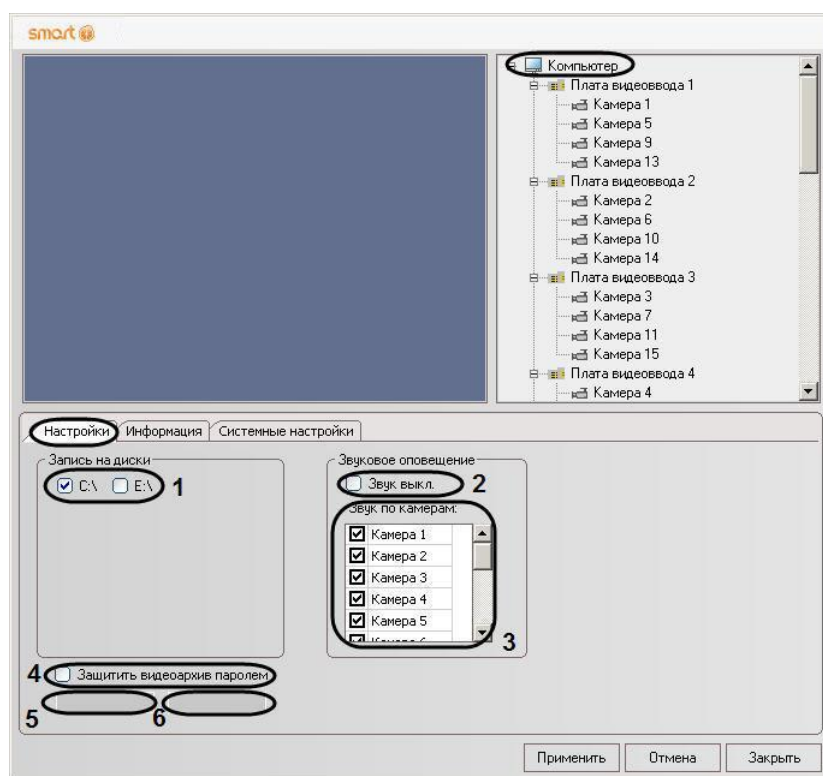 smart
Компьютер
Плата видеоввода 1
Камера 1
Камера 5
Камера 9
Камера 13
Плата видеоввода 2
Камера 2
Камера 6
Камера 10
Камера 14
Плата видеоввода 3
Камера 3
Камера 7
Камера 11
Камера 15
Плата видеоввода 4
Камера 4
Настройки Информация Системные настройки
Запись на диски
C:\ E:\ 1
Звуковое оповещение
Звук выкл. 2
Звук по камерам:
Камера 1
Камера 2
Камера 3
Камера 4
Камера 5
Камера 6
3
4 Защитить видеоархив паролем
5 6
Применить Отмена Закрыть